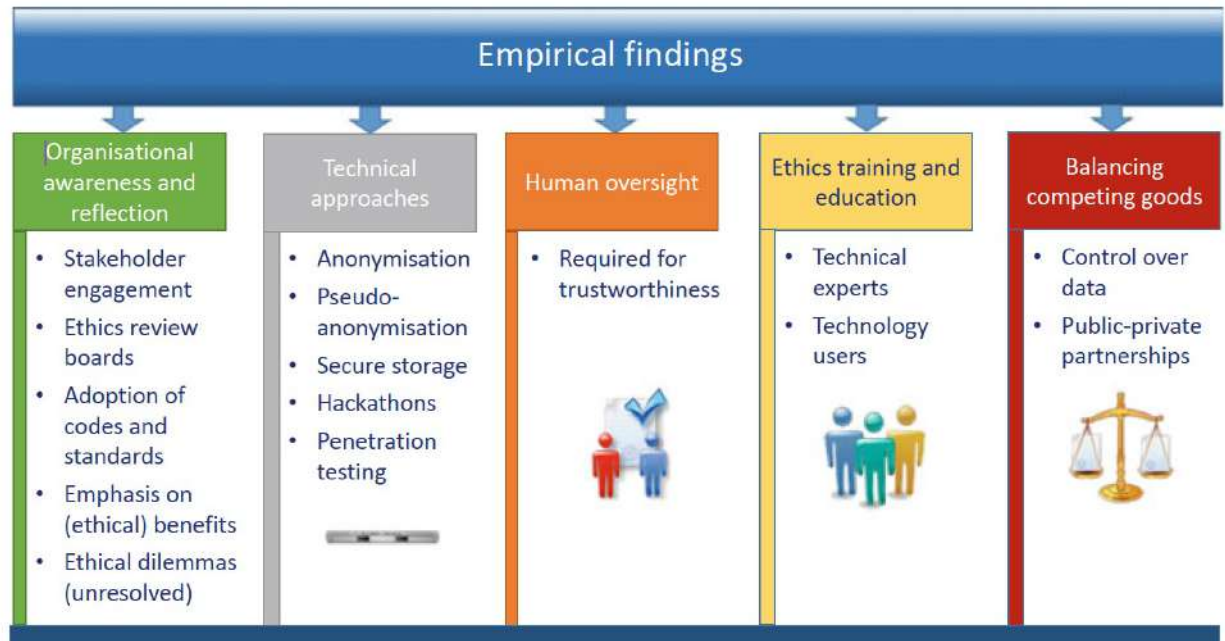 Empirical findings
Organisational
awareness and
reflection
• Stakeholder
engagement
• Ethics review
boards
• Adoption of
codes and
standards
• Emphasis on
(ethical) benefits
• Ethical dilemmas
(unresolved)
Technical
approaches
• Anonymisation
• Pseudo-
anonymisation
• Secure storage
• Hackathons
• Penetration
testing
Human oversight
• Required for
trustworthiness
Ethics training and
education
• Technical
experts
• Technology
users
Balancing
competing goods
• Control over
data
• Public-private
partnerships